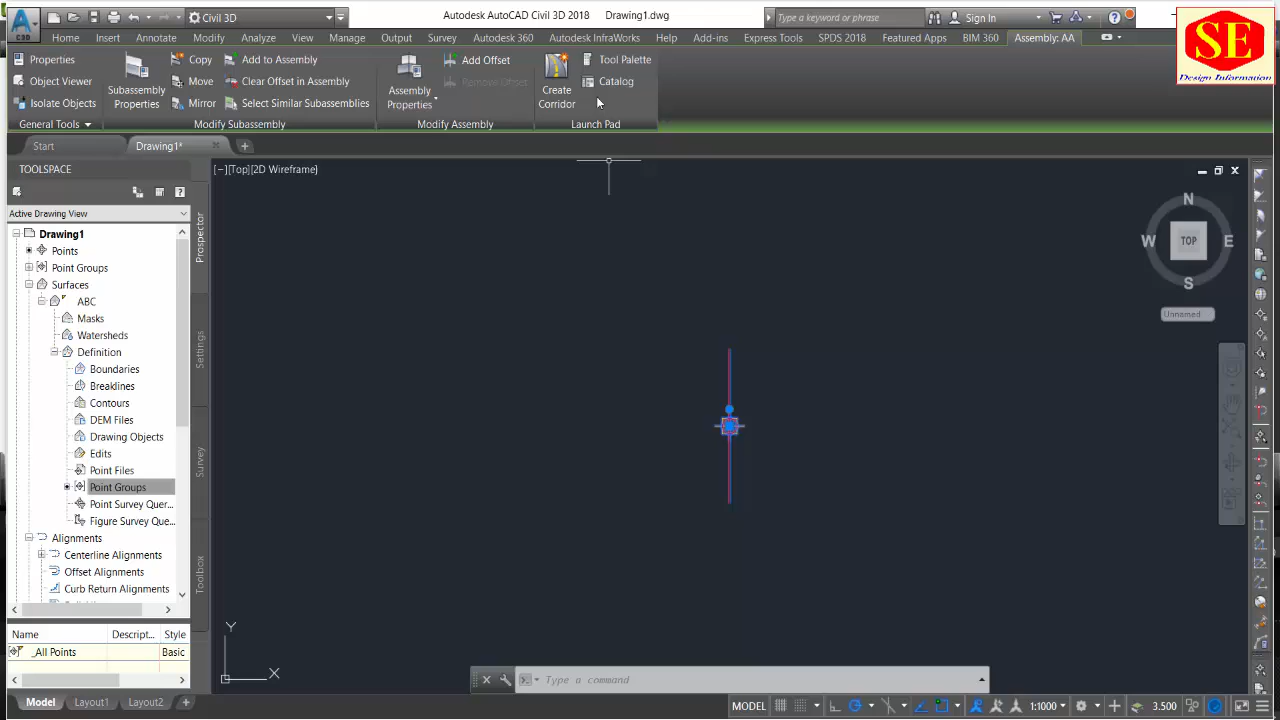 Civil 3D
Autodesk AutoCAD Civil 3D 2018 Drawing1.dwg
Type a keyword or phrase
Sign In
SE
Design Information
C3D
Home Insert Annotate Modify Analyze View Manage Output Survey Autodesk 360 Autodesk InfraWorks Help Add-ins Express Tools SPDS 2018 Featured Apps BIM 360 Assembly: AA
Properties
Object Viewer
Isolate Objects
General Tools
Subassembly
Properties
Copy
Move
Mirror
Add to Assembly
Clear Offset in Assembly
Select Similar Subassemblies
Modify Subassembly
Assembly
Properties
Add Offset
Remove Offset
Modify Assembly
Create
Corridor
Tool Palette
Catalog
Launch Pad
Start
Drawing1*
TOOLSPACE
Active Drawing View
Drawing1
Points
Point Groups
Surfaces
ABC
Masks
Watersheds
Definition
Boundaries
Breaklines
Contours
DEM Files
Drawing Objects
Edits
Point Files
Point Groups
Point Survey Quer...
Figure Survey Que...
Alignments
Centerline Alignments
Offset Alignments
Curb Return Alignments
Name Descript... Style
_All Points Basic
Prospector
Settings
Survey
Toolbox
[−][Top][2D Wireframe]
N
W TOP E
S
Unnamed
Y
X
Type a command
Model Layout1 Layout2
MODEL
1:1000
3.500